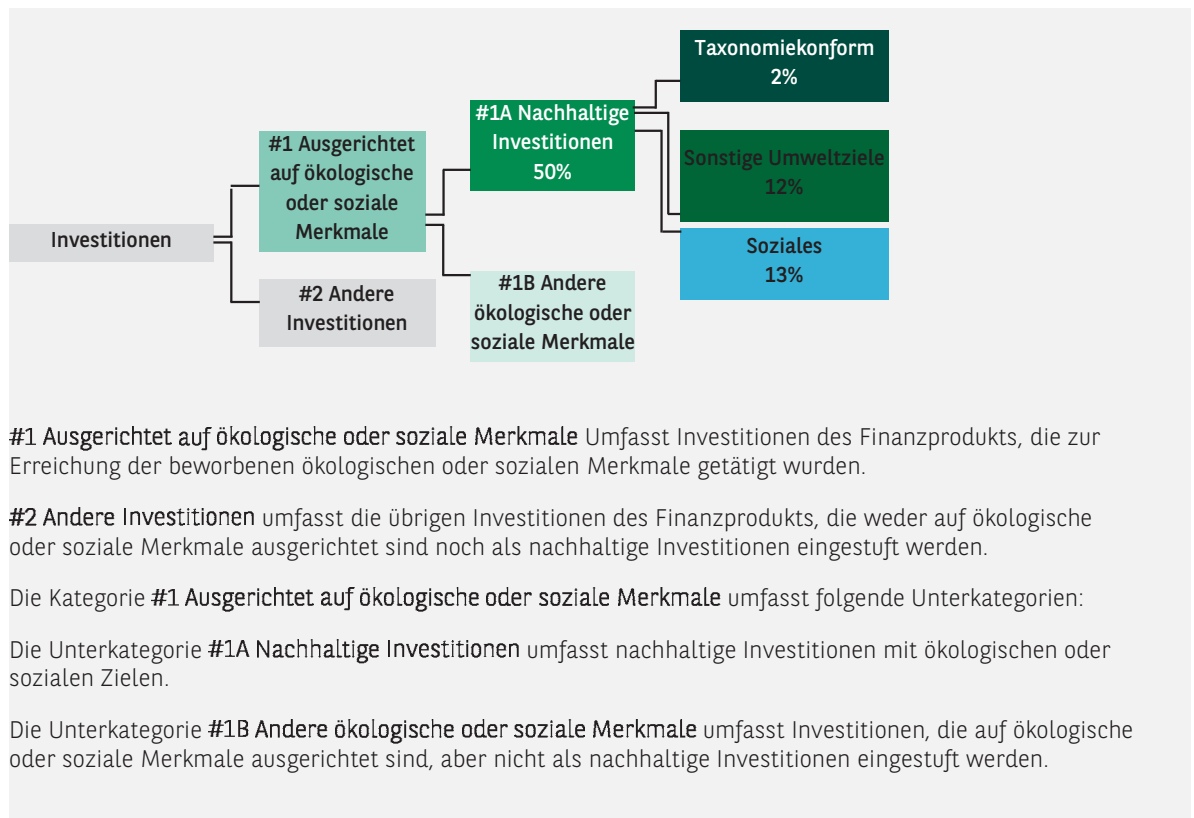 Taxonomiekonform
2%
#1A Nachhaltige
Investitionen
50%
#1 Ausgerichtet
auf ökologische
oder soziale
Merkmale
Sonstige Umweltziele
12%
Investitionen
Soziales
13%
#2 Andere
Investitionen
#1B Andere
ökologische oder
soziale Merkmale
#1 Ausgerichtet auf ökologische oder soziale Merkmale Umfasst Investitionen des Finanzprodukts, die zur
Erreichung der beworbenen ökologischen oder sozialen Merkmale getätigt wurden.
#2 Andere Investitionen umfasst die übrigen Investitionen des Finanzprodukts, die weder auf ökologische
oder soziale Merkmale ausgerichtet sind noch als nachhaltige Investitionen eingestuft werden.
Die Kategorie #1 Ausgerichtet auf ökologische oder soziale Merkmale umfasst folgende Unterkategorien:
Die Unterkategorie #1A Nachhaltige Investitionen umfasst nachhaltige Investitionen mit ökologischen oder
sozialen Zielen.
Die Unterkategorie #1B Andere ökologische oder soziale Merkmale umfasst Investitionen, die auf ökologische
oder soziale Merkmale ausgerichtet sind, aber nicht als nachhaltige Investitionen eingestuft werden.